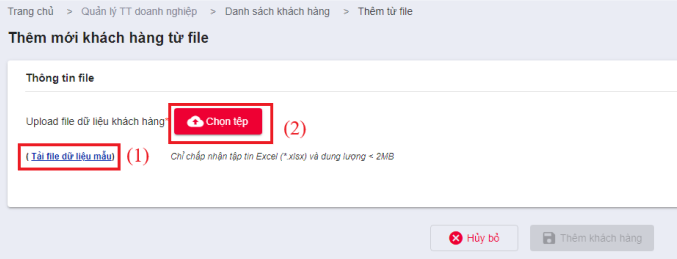 Trang chủ > Quản lý TT doanh nghiệp > Danh sách khách hàng > Thêm từ file
Thêm mới khách hàng từ file
Thông tin file
Upload file dữ liệu khách hàng* Chọn tệp (2)
( Tải file dữ liệu mẫu) (1) Chỉ chấp nhận tập tin Excel (*.xlsx) và dung lượng < 2MB
Hủy bỏ Thêm khách hàng